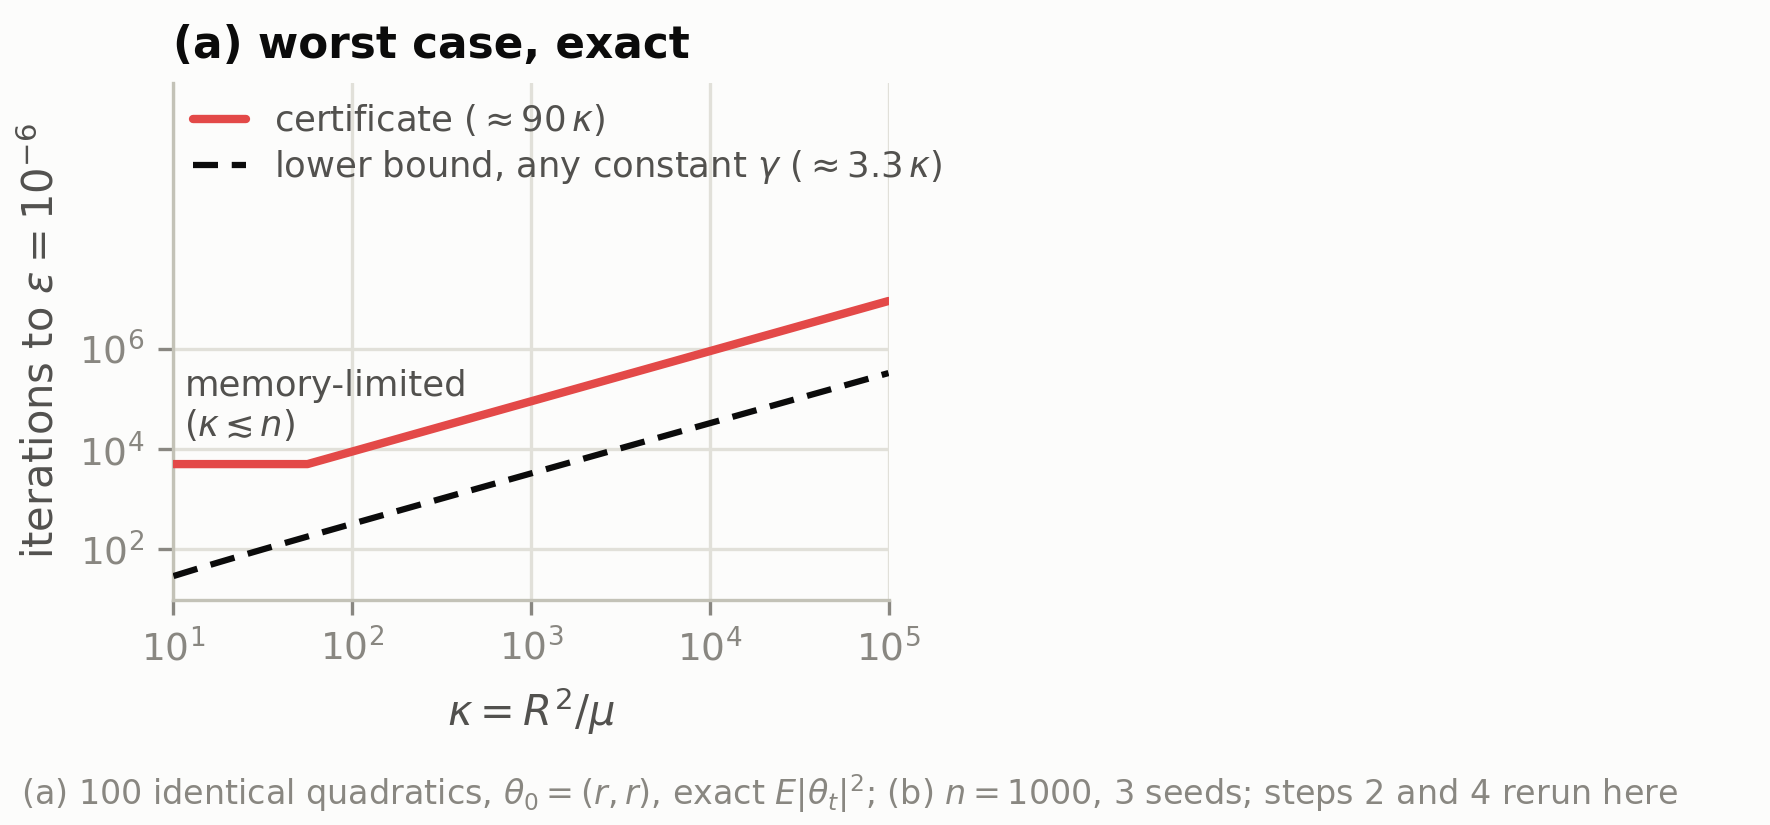 (a) worst case, exact
certificate (≈90 κ)
lower bound, any constant γ (≈3.3 κ)
iterations to ε = 10⁻⁶
10⁶
memory-limited
(κ ≲ n)
10⁴
10²
10¹ 10² 10³ 10⁴ 10⁵
κ = R²/μ
(a) 100 identical quadratics, θ₀ = (r, r), exact E|θₜ|²; (b) n = 1000, 3 seeds; steps 2 and 4 rerun here